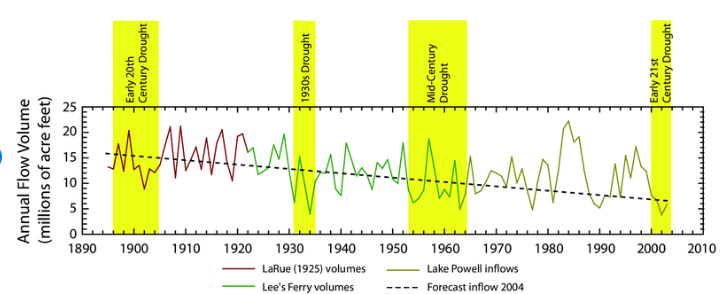 Early 20th
Century Drought
1930s Drought
Mid-Century
Drought
Early 21st
Century Drought
Annual Flow Volume
(millions of acre feet)
25
20
15
10
5
0
1890 1900 1910 1920 1930 1940 1950 1960 1970 1980 1990 2000 2010
LaRue (1925) volumes
Lake Powell inflows
Lee's Ferry volumes
Forecast inflow 2004